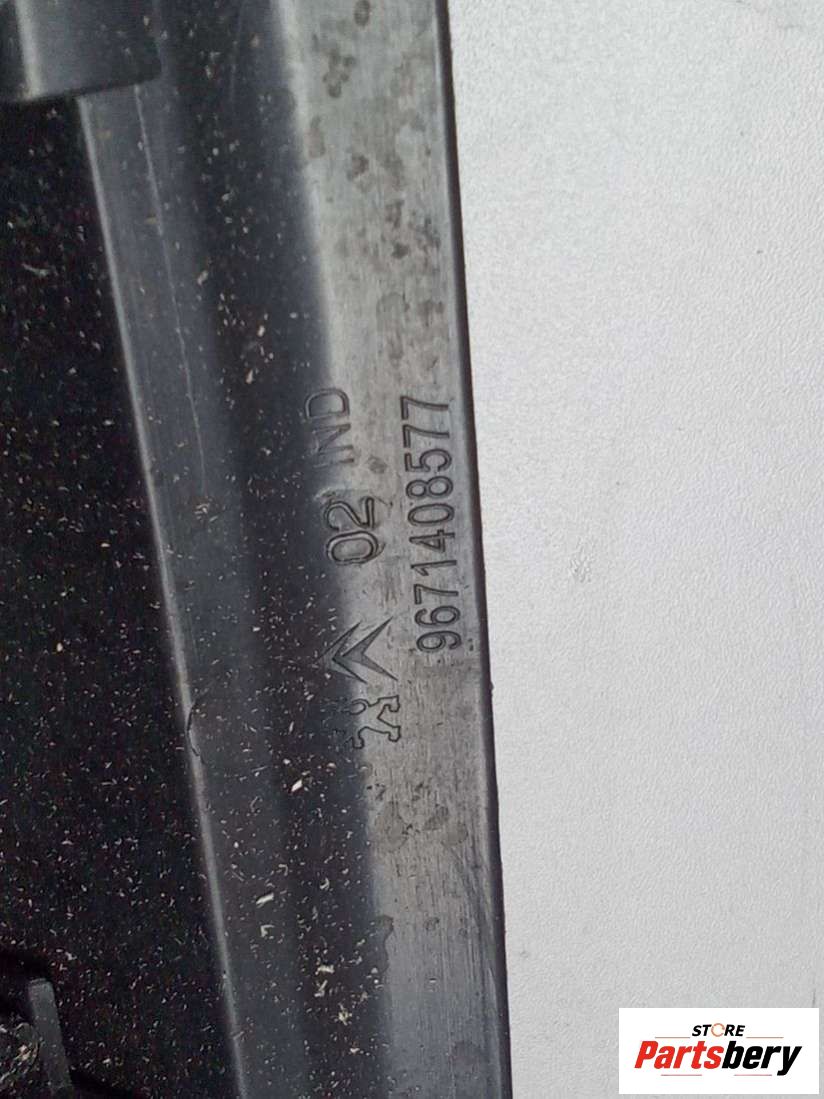 02 IND
9671408577
STORE
Partsbery